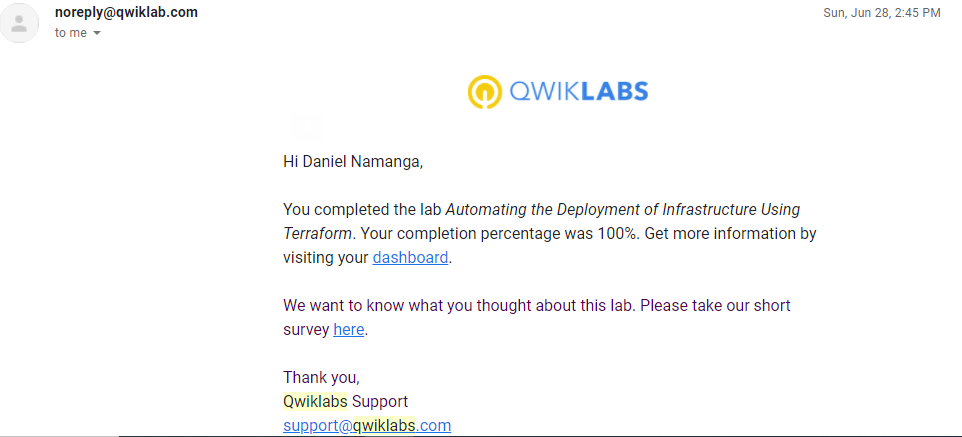 noreply@qwiklab.com
Sun, Jun 28, 2:45 PM
to me
QWIKLABS
Hi Daniel Namanga,
You completed the lab Automating the Deployment of Infrastructure Using
Terraform. Your completion percentage was 100%. Get more information by
visiting your dashboard.
We want to know what you thought about this lab. Please take our short
survey here.
Thank you,
Qwiklabs Support
support@qwiklabs.com